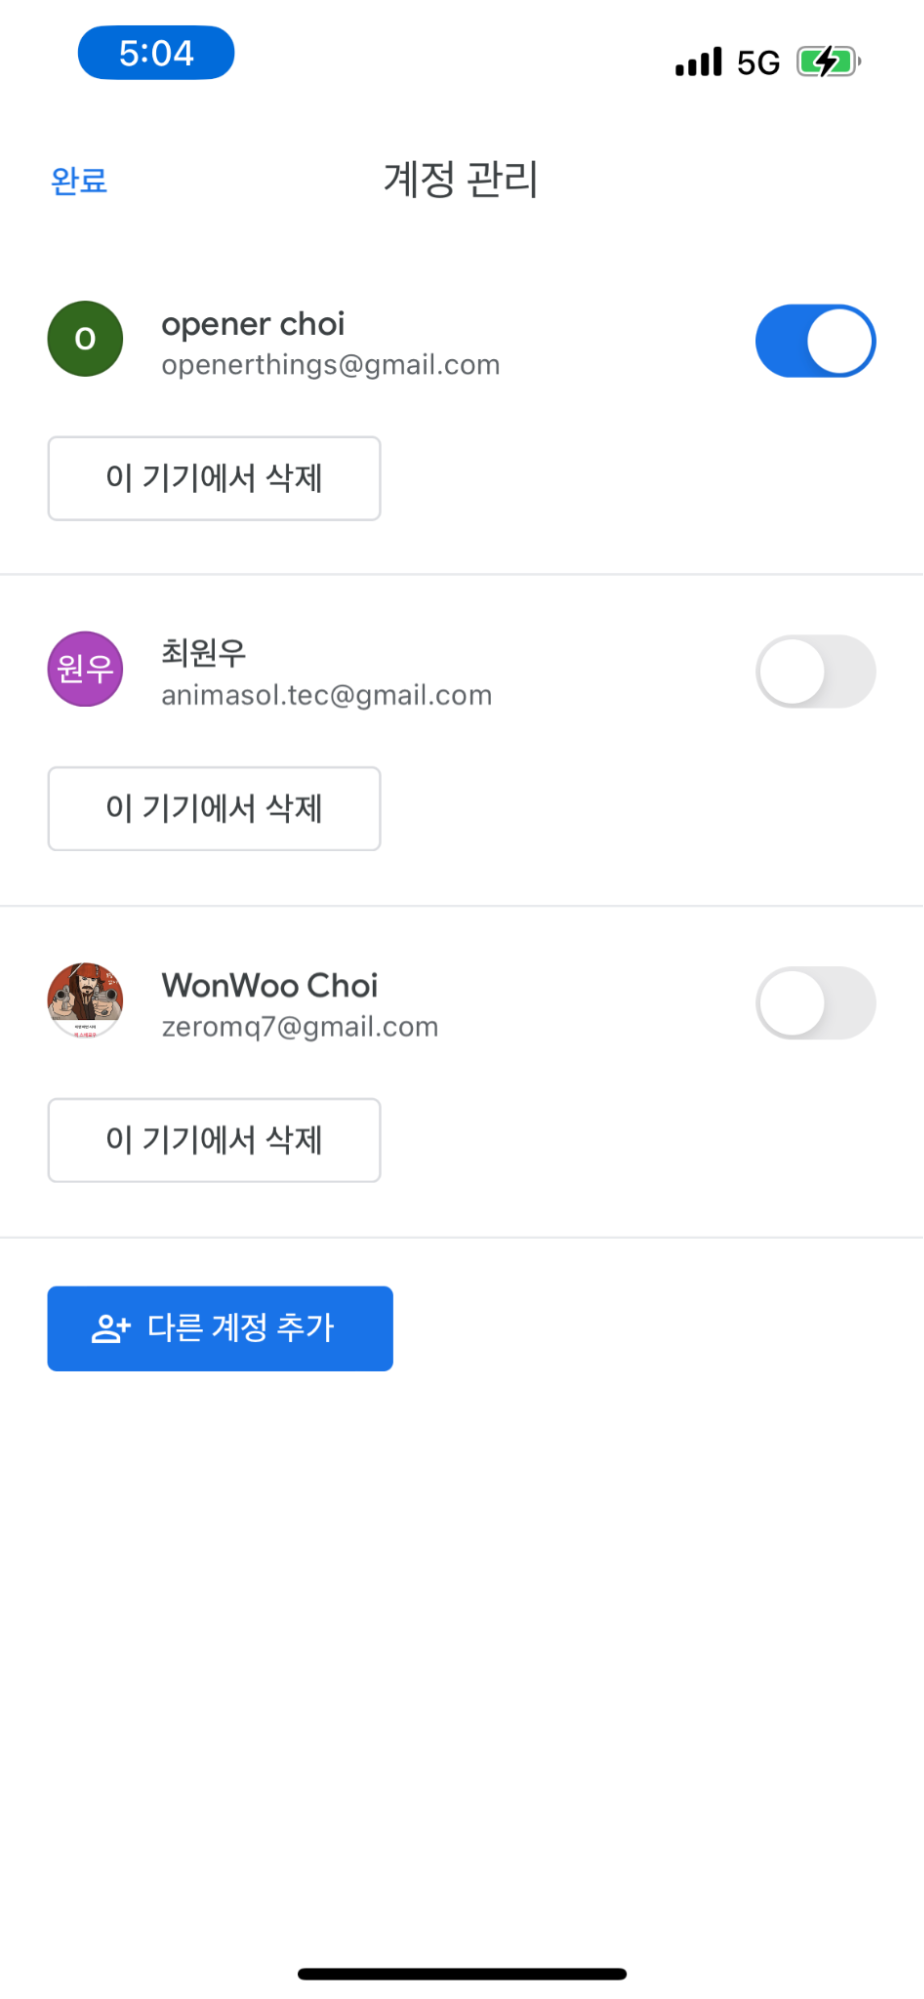 5:04
5G
완료
계정 관리
O
opener choi
openerthings@gmail.com
이 기기에서 삭제
원우
최원우
animasol.tec@gmail.com
이 기기에서 삭제
WonWoo Choi
zeromq7@gmail.com
이 기기에서 삭제
다른 계정 추가